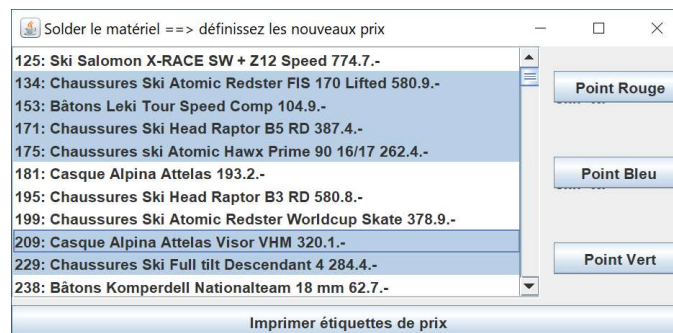 Solder le matériel ==> définissez les nouveaux prix
125: Ski Salomon X-RACE SW + Z12 Speed 774.7.-
134: Chaussures Ski Atomic Redster FIS 170 Lifted 580.9.-
153: Bâtons Leki Tour Speed Comp 104.9.-
171: Chaussures Ski Head Raptor B5 RD 387.4.-
175: Chaussures ski Atomic Hawx Prime 90 16/17 262.4.-
181: Casque Alpina Attelas 193.2.-
195: Chaussures Ski Head Raptor B3 RD 580.8.-
199: Chaussures Ski Atomic Redster Worldcup Skate 378.9.-
209: Casque Alpina Attelas Visor VHM 320.1.-
229: Chaussures Ski Full tilt Descendant 4 284.4.-
238: Bâtons Komperdell Nationalteam 18 mm 62.7.-
Point Rouge
Point Bleu
Point Vert
Imprimer étiquettes de prix